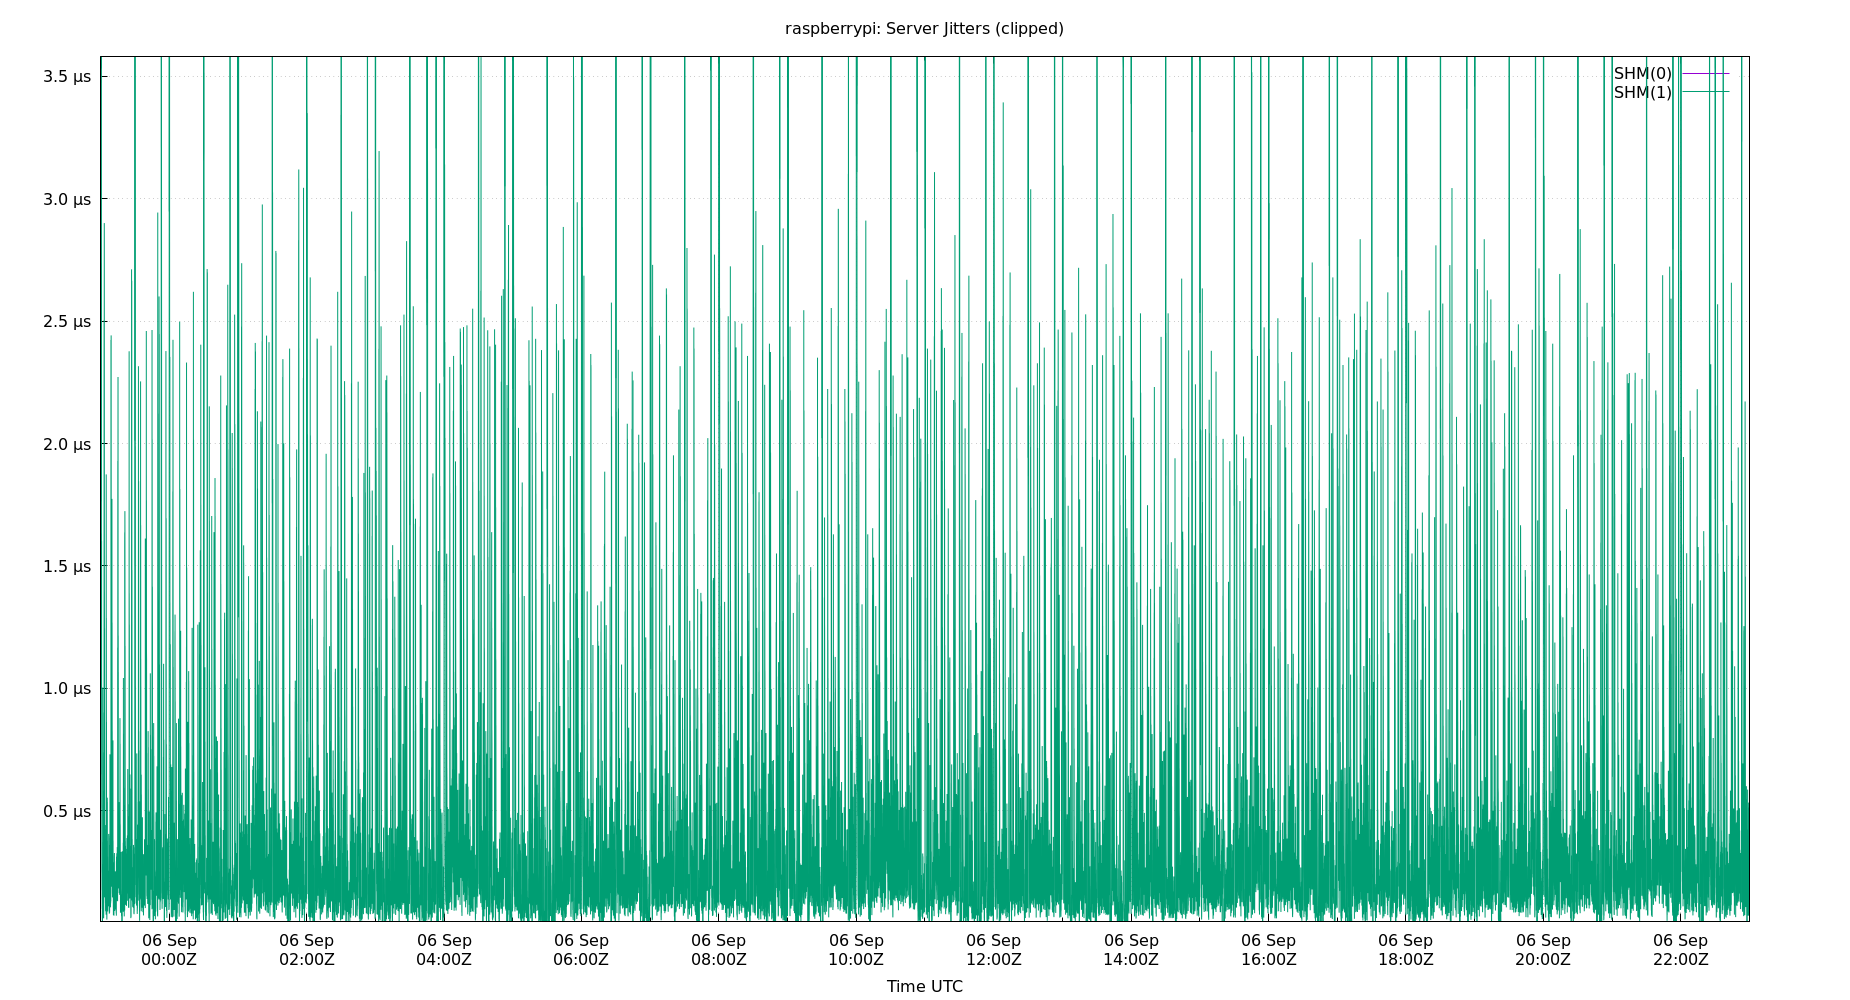 raspberrypi: Server Jitters (clipped)
SHM(0)
SHM(1)
3.5 µs
3.0 µs
2.5 µs
2.0 µs
1.5 µs
1.0 µs
0.5 µs
06 Sep 06 Sep 06 Sep 06 Sep 06 Sep 06 Sep 06 Sep 06 Sep 06 Sep 06 Sep 06 Sep 06 Sep
00:00Z 02:00Z 04:00Z 06:00Z 08:00Z 10:00Z 12:00Z 14:00Z 16:00Z 18:00Z 20:00Z 22:00Z
Time UTC